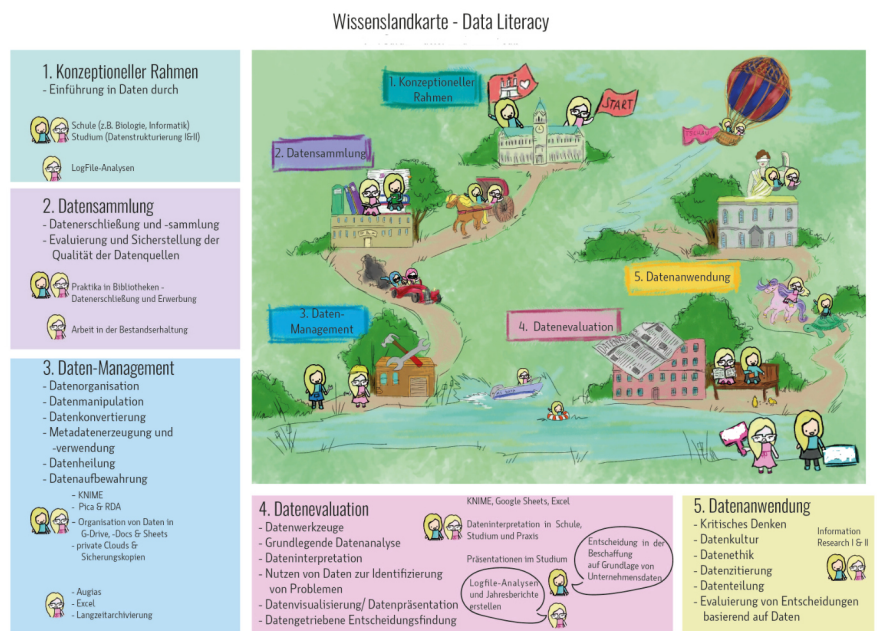 Wissenslandkarte - Data Literacy
1. Konzeptioneller Rahmen
- Einführung in Daten durch
Schule (z.B. Biologie, Informatik)
Studium (Datenstrukturierung I&II)
LogFile-Analysen
2. Datensammlung
- Datenerschließung und -sammlung
- Evaluierung und Sicherstellung der
Qualität der Datenquellen
Praktika in Bibliotheken -
Datenerschließung und Erwerbung
Arbeit in der Bestandserhaltung
3. Daten-Management
- Datenorganisation
- Datenmanipulation
- Datenkonvertierung
- Metadatenerzeugung und
-verwendung
- Datenheilung
- Datenaufbewahrung
- KNIME
- Pica & RDA
- Organisation von Daten in
G-Drive, -Docs & Sheets
- private Clouds &
Sicherungskopien
- Augias
- Excel
- Langzeitarchivierung
1. Konzeptioneller
Rahmen
START
2. Datensammlung
5. Datenanwendung
3. Daten-
Management
4. Datenevaluation
4. Datenevaluation
- Datenwerkzeuge
- Grundlegende Datenanalyse
- Dateninterpretation
- Nutzen von Daten zur Identifizierung
von Problemen
- Datenvisualisierung/ Datenpräsentation
- Datengetriebene Entscheidungsfindung
KNIME, Google Sheets, Excel
Dateninterpretation in Schule,
Studium und Praxis
Präsentationen im Studium
Entscheidung in der
Beschaffung
auf Grundlage von
Unternehmensdaten
Logfile-Analysen
und Jahresberichte
erstellen
5. Datenanwendung
- Kritisches Denken
- Datenkultur
- Datenethik
- Datenzitierung
- Datenteilung
- Evaluierung von Entscheidungen
basierend auf Daten
Information
Research I & II